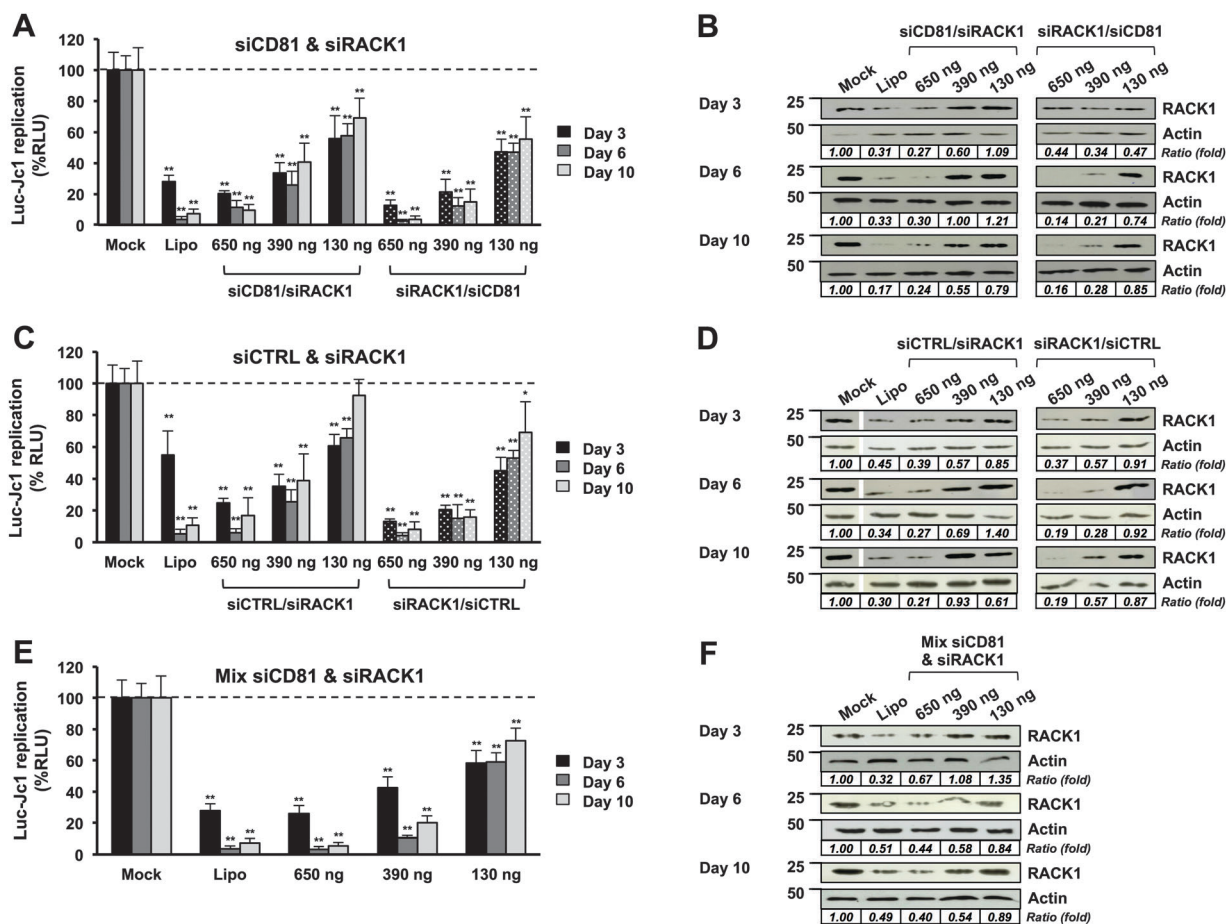 A
siCD81 & siRACK1
Luc-Jc1 replication
(%RLU)
120
100
80
60
40
20
0
** ** ** ** ** ** ** ** ** ** ** ** ** ** ** ** ** ** ** ** **
Day 3
Day 6
Day 10
Mock Lipo 650 ng 390 ng 130 ng 650 ng 390 ng 130 ng
siCD81/siRACK1 siRACK1/siCD81
B
siCD81/siRACK1 siRACK1/siCD81
Mock Lipo 650 ng 390 ng 130 ng 650 ng 390 ng 130 ng
Day 3 25 RACK1
50 Actin
1.00 0.31 0.27 0.60 1.09 0.44 0.34 0.47 Ratio (fold)
Day 6 25 RACK1
50 Actin
1.00 0.33 0.30 1.00 1.21 0.14 0.21 0.74 Ratio (fold)
Day 10 25 RACK1
50 Actin
1.00 0.17 0.24 0.55 0.79 0.16 0.28 0.85 Ratio (fold)
C
siCTRL & siRACK1
Luc-Jc1 replication
(% RLU)
120
100
80
60
40
20
0
** ** ** ** ** ** ** ** ** ** ** ** ** ** ** ** ** ** ** *
Day 3
Day 6
Day 10
Mock Lipo 650 ng 390 ng 130 ng 650 ng 390 ng 130 ng
siCTRL/siRACK1 siRACK1/siCTRL
D
siCTRL/siRACK1 siRACK1/siCTRL
Mock Lipo 650 ng 390 ng 130 ng 650 ng 390 ng 130 ng
Day 3 25 RACK1
50 Actin
1.00 0.45 0.39 0.57 0.85 0.37 0.57 0.91 Ratio (fold)
Day 6 25 RACK1
50 Actin
1.00 0.34 0.27 0.69 1.40 0.19 0.28 0.92 Ratio (fold)
Day 10 25 RACK1
50 Actin
1.00 0.30 0.21 0.93 0.61 0.19 0.57 0.87 Ratio (fold)
E
Mix siCD81 & siRACK1
Luc-Jc1 replication
(%RLU)
120
100
80
60
40
20
0
** ** ** ** ** ** ** ** ** ** ** **
Day 3
Day 6
Day 10
Mock Lipo 650 ng 390 ng 130 ng
F
Mix siCD81
& siRACK1
Mock Lipo 650 ng 390 ng 130 ng
Day 3 25 RACK1
50 Actin
1.00 0.32 0.67 1.08 1.35 Ratio (fold)
Day 6 25 RACK1
50 Actin
1.00 0.51 0.44 0.58 0.84 Ratio (fold)
Day 10 25 RACK1
50 Actin
1.00 0.49 0.40 0.54 0.89 Ratio (fold)